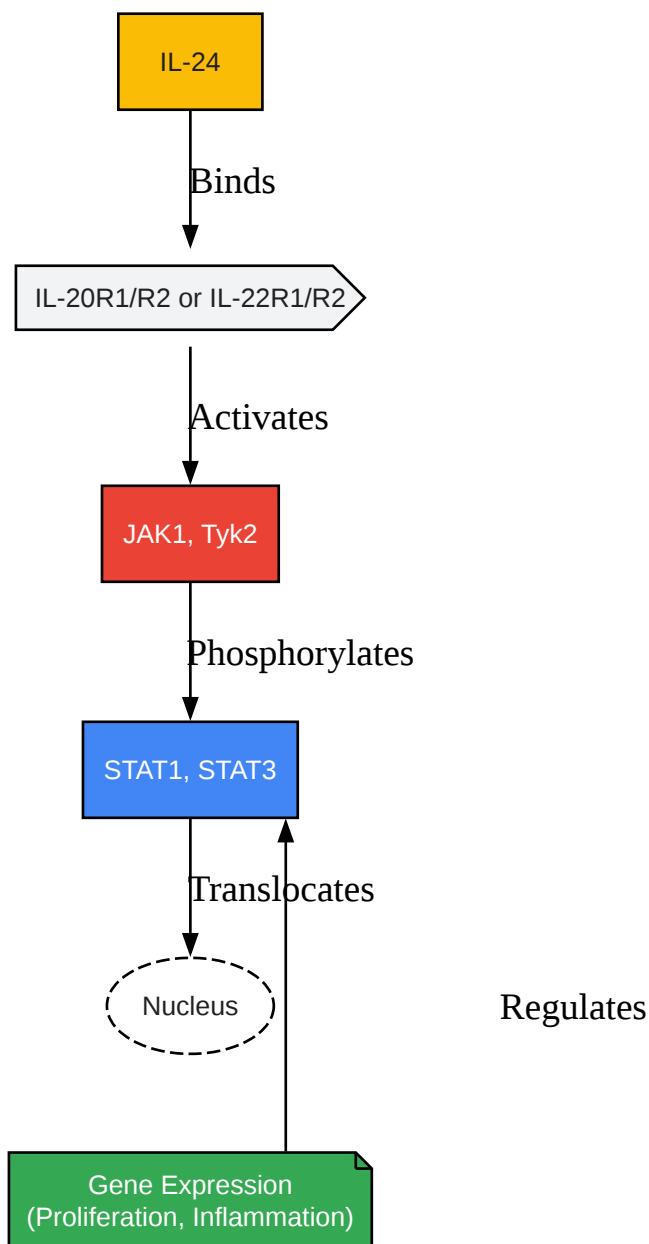 IL-24
Binds
IL-20R1/R2 or IL-22R1/R2
Activates
JAK1, Tyk2
Phosphorylates
STAT1, STAT3
Translocates
Nucleus
Regulates
Gene Expression
(Proliferation, Inflammation)